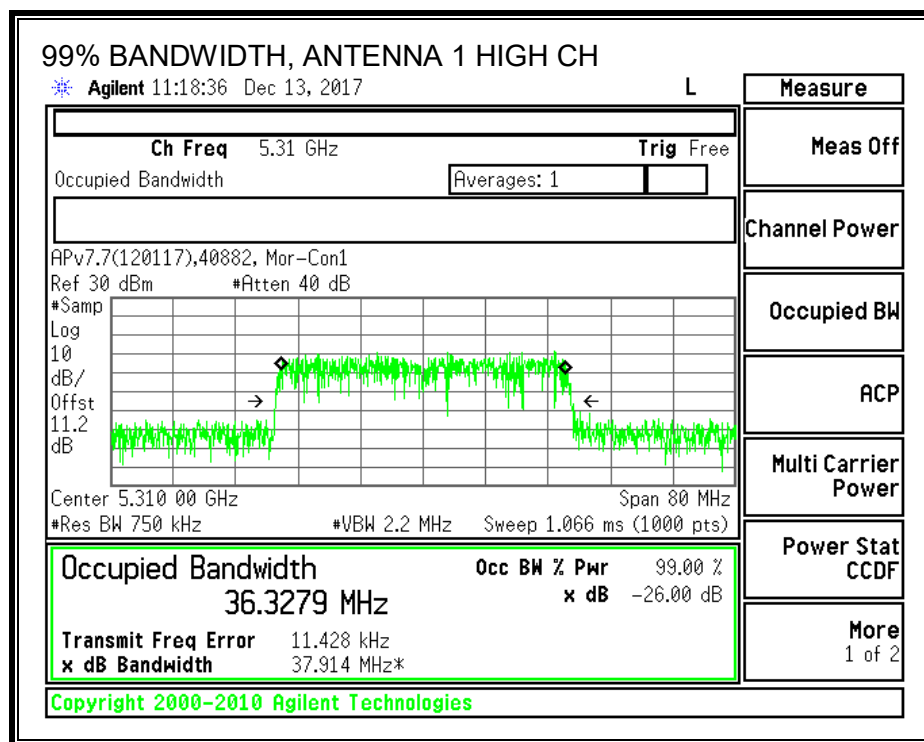 99% BANDWIDTH, ANTENNA 1 HIGH CH
Agilent 11:18:36 Dec 13, 2017 L
Ch Freq 5.31 GHz Trig Free
Occupied Bandwidth Averages: 1
APv7.7(120117),40882, Mor-Con1
Ref 30 dBm #Atten 40 dB
#Samp
Log
10
dB/
Offst
11.2
dB
Center 5.310 00 GHz Span 80 MHz
#Res BW 750 kHz #VBW 2.2 MHz Sweep 1.066 ms (1000 pts)
Occupied Bandwidth Occ BW % Pwr 99.00 %
36.3279 MHz x dB -26.00 dB
Transmit Freq Error 11.428 kHz
x dB Bandwidth 37.914 MHz*
Copyright 2000-2010 Agilent Technologies
Measure
Meas Off
Channel Power
Occupied BW
ACP
Multi Carrier
Power
Power Stat
CCDF
More
1 of 2